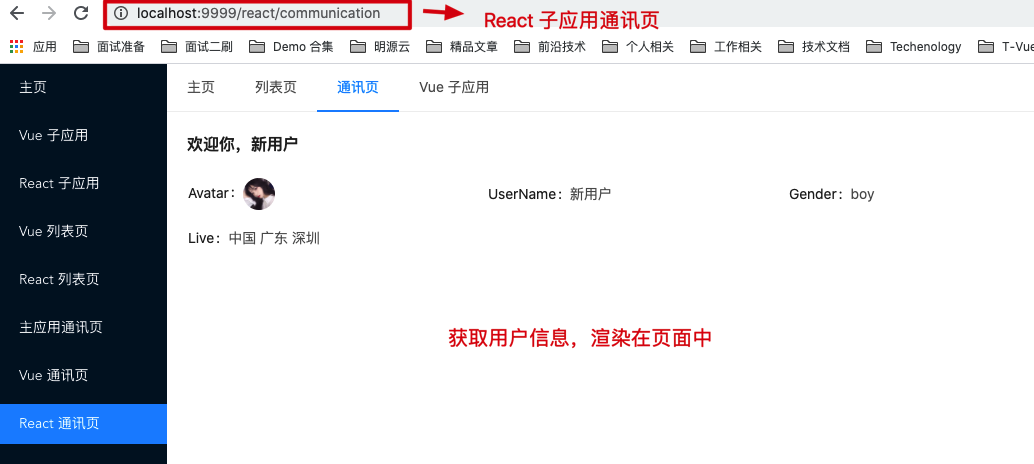 localhost:9999/react/communication
React 子应用通讯页
应用 面试准备 面试二刷 Demo 合集 明源云 精品文章 前沿技术 个人相关 工作相关 技术文档 Techenology T-Vue
主页
Vue 子应用
React 子应用
Vue 列表页
React 列表页
主应用通讯页
Vue 通讯页
React 通讯页
主页 列表页 通讯页 Vue 子应用
欢迎你，新用户
Avatar： UserName：新用户 Gender：boy
Live：中国 广东 深圳
获取用户信息，渲染在页面中